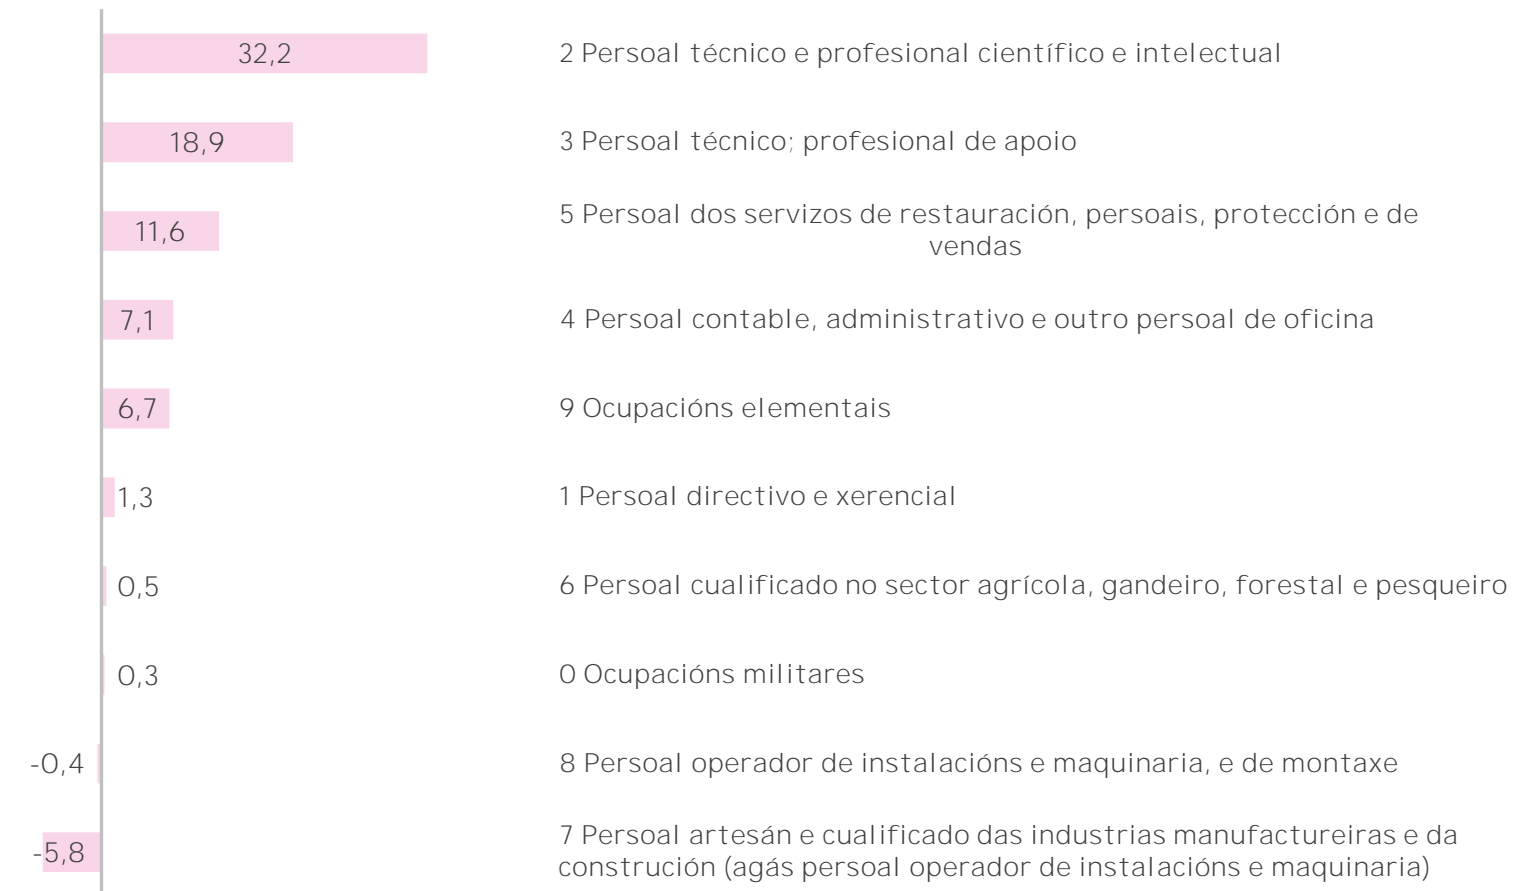 32,2 2 Persoal técnico e profesional científico e intelectual
18,9 3 Persoal técnico; profesional de apoio
11,6 5 Persoal dos servizos de restauración, persoais, protección e de
vendas
7,1 4 Persoal contable, administrativo e outro persoal de oficina
6,7 9 Ocupacións elementais
1,3 1 Persoal directivo e xerencial
0,5 6 Persoal cualificado no sector agrícola, gandeiro, forestal e pesqueiro
0,3 0 Ocupacións militares
-0,4 8 Persoal operador de instalacións e maquinaria, e de montaxe
-5,8 7 Persoal artesán e cualificado das industrias manufactureiras e da
construción (agás persoal operador de instalacións e maquinaria)